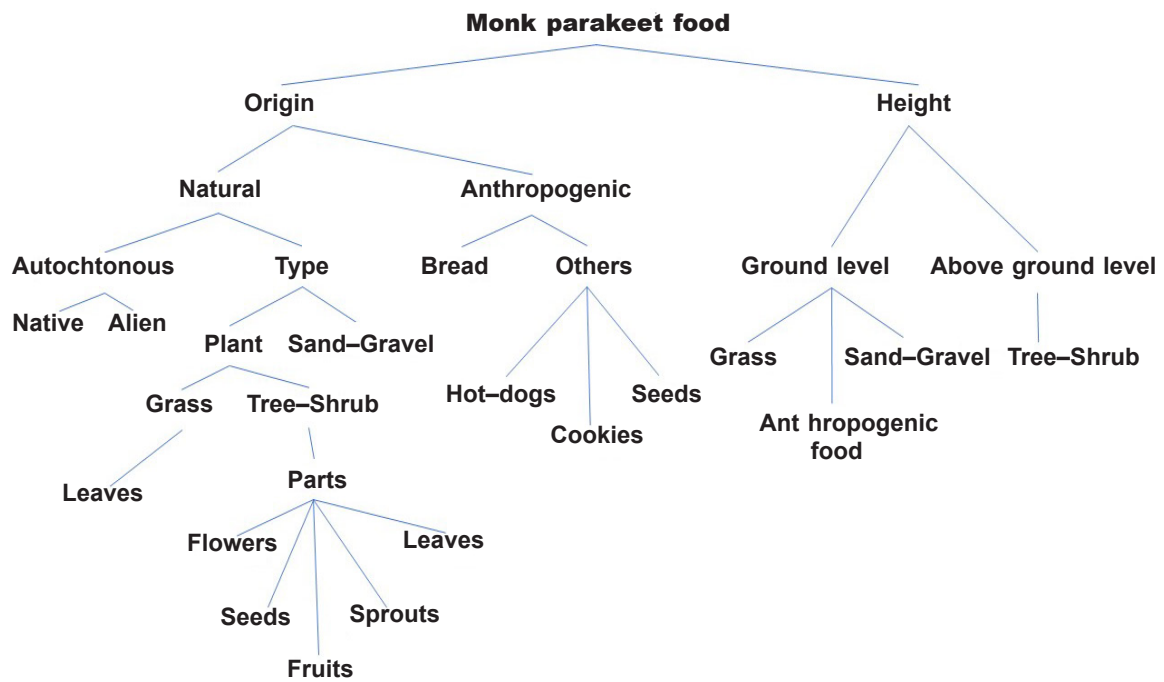 Monk parakeet food
Origin
Height
Natural
Anthropogenic
Autochtonous
Type
Bread
Others
Ground level
Above ground level
Native
Alien
Plant
Sand–Gravel
Grass
Sand–Gravel
Tree–Shrub
Hot–dogs
Seeds
Grass
Tree–Shrub
Cookies
Ant hropogenic
food
Leaves
Parts
Flowers
Leaves
Seeds
Sprouts
Fruits